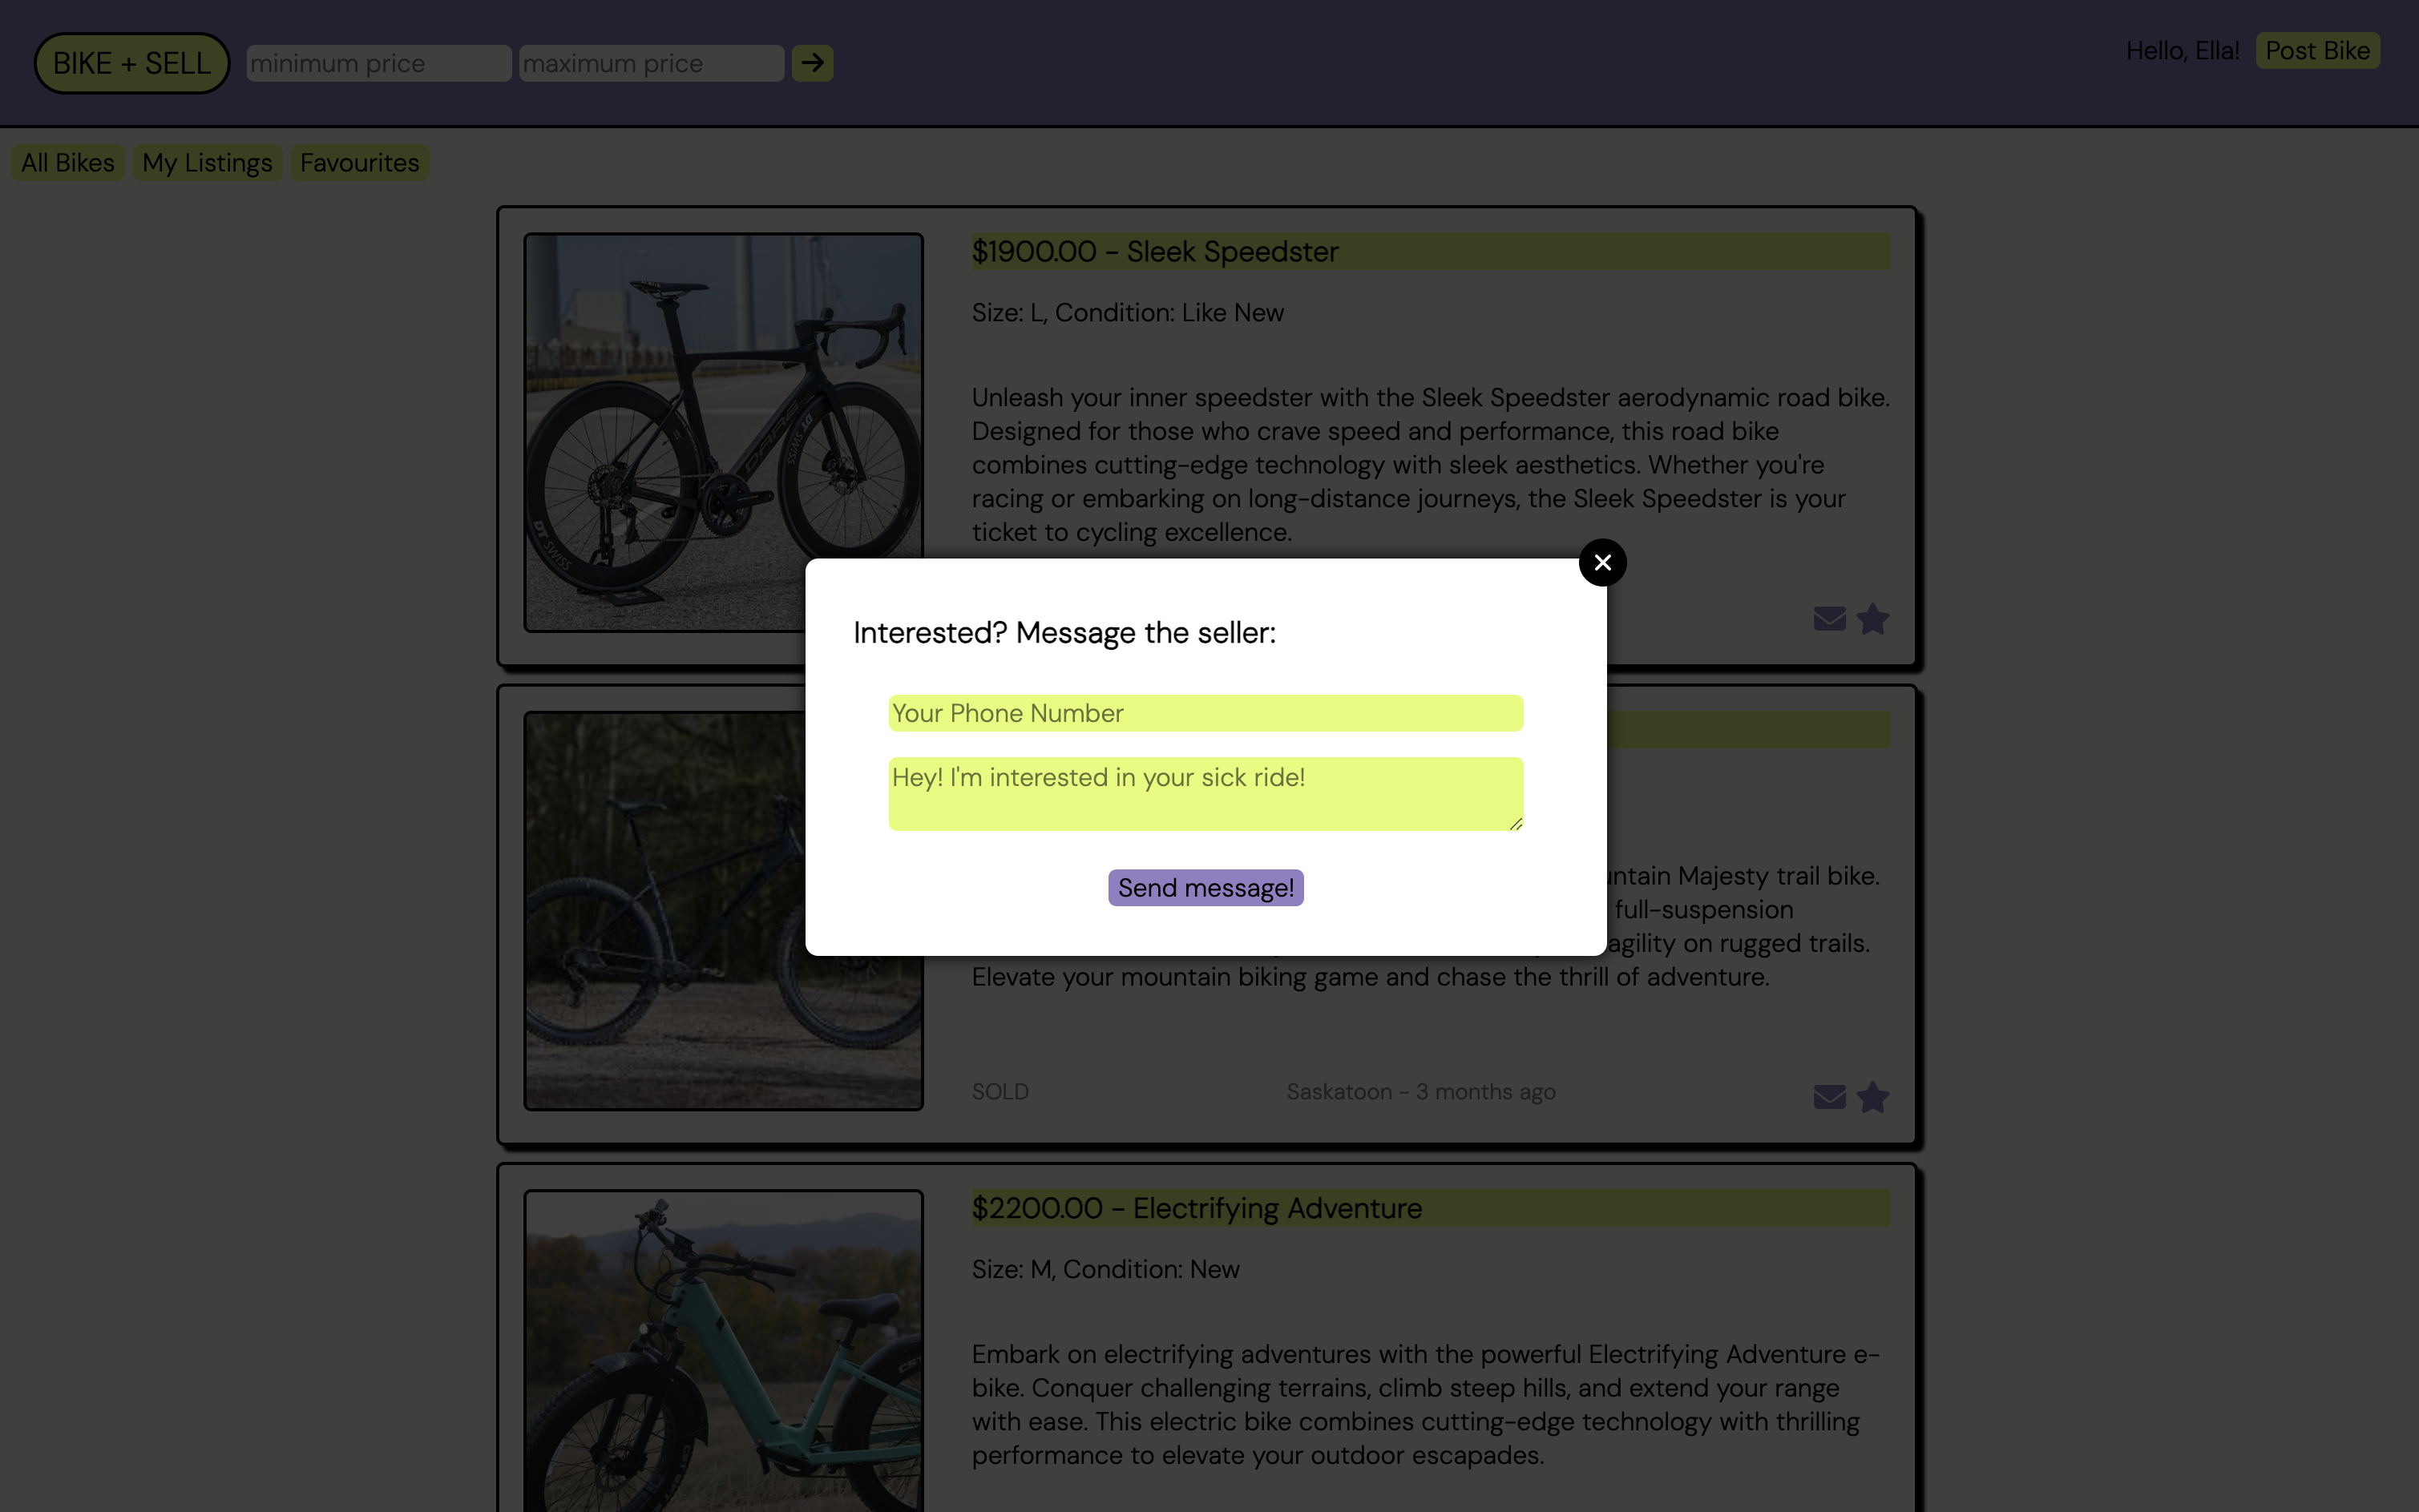 BIKE + SELL
minimum price
maximum price
Hello, Ella!
Post Bike
All Bikes
My Listings
Favourites
$1900.00 - Sleek Speedster
Size: L, Condition: Like New
Unleash your inner speedster with the Sleek Speedster aerodynamic road bike.
Designed for those who crave speed and performance, this road bike
combines cutting-edge technology with sleek aesthetics. Whether you're
racing or embarking on long-distance journeys, the Sleek Speedster is your
ticket to cycling excellence.
DT SWISS
DT SWISS
Interested? Message the seller:
Your Phone Number
Hey! I'm interested in your sick ride!
Send message!
Majesty trail bike.
full-suspension
agility on rugged trails.
Elevate your mountain biking game and chase the thrill of adventure.
SOLD
Saskatoon - 3 months ago
$2200.00 - Electrifying Adventure
Size: M, Condition: New
Embark on electrifying adventures with the powerful Electrifying Adventure e-
bike. Conquer challenging terrains, climb steep hills, and extend your range
with ease. This electric bike combines cutting-edge technology with thrilling
performance to elevate your outdoor escapades.